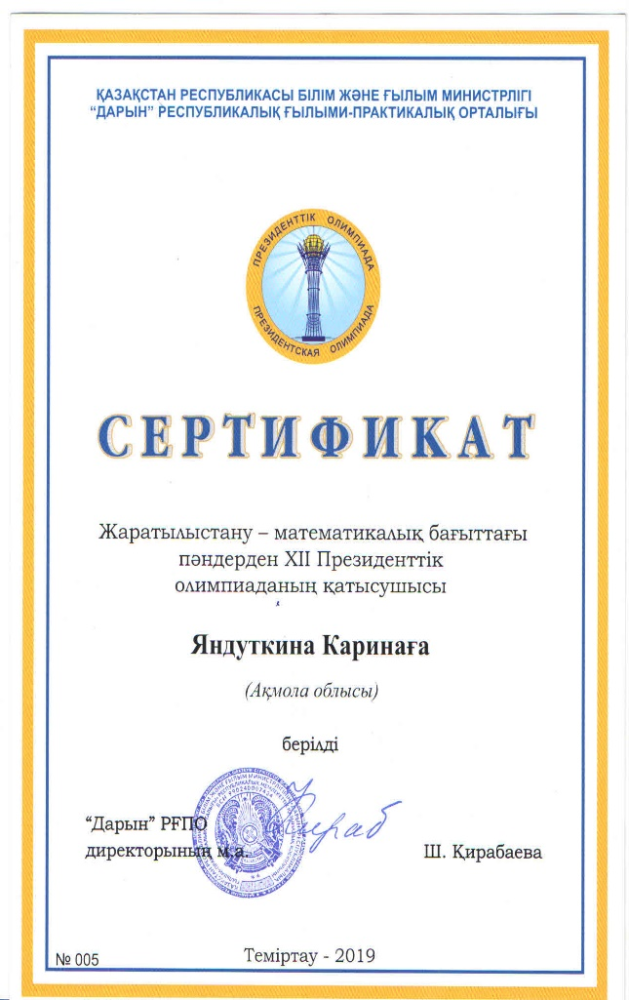 ҚАЗАҚСТАН РЕСПУБЛИКАСЫ БІЛІМ ЖӘНЕ ҒЫЛЫМ МИНИСТРЛІГІ
“ДАРЫН” РЕСПУБЛИКАЛЫҚ ҒЫЛЫМИ-ПРАКТИКАЛЫҚ ОРТАЛЫҒЫ
ПРЕЗИДЕНТТІК ОЛИМПИАДА
ПРЕЗИДЕНТСКАЯ ОЛИМПИАДА
СЕРТИФИКАТ
Жаратылыстану – математикалық бағыттағы
пәндерден XII Президенттік
олимпиаданың қатысушысы
Яндуткина Каринаға
(Ақмола облысы)
берілді
“Дарын” РҒПО
директорының м.а.
Ш. Қирабаева
№ 005
Теміртау - 2019